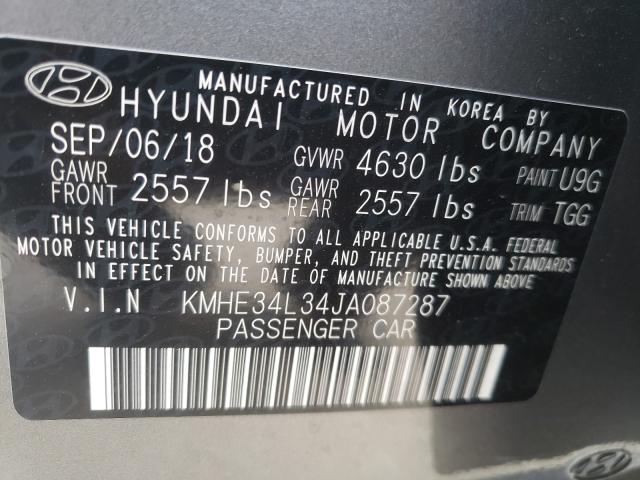 MANUFACTURED IN KOREA BY
HYUNDAI MOTOR COMPANY
SEP/06/18 GVWR 4630 lbs PAINT U9G
GAWR FRONT 2557 lbs GAWR REAR 2557 lbs TRIM TGG
THIS VEHICLE CONFORMS TO ALL APPLICABLE U.S.A. FEDERAL
MOTOR VEHICLE SAFETY, BUMPER, AND THEFT PREVENTION STANDARDS
IN EFFECT ON THE DATE OF MANUFACTURE SHOWN ABOVE.
V.I.N KMHE34L34JA087287
PASSENGER CAR